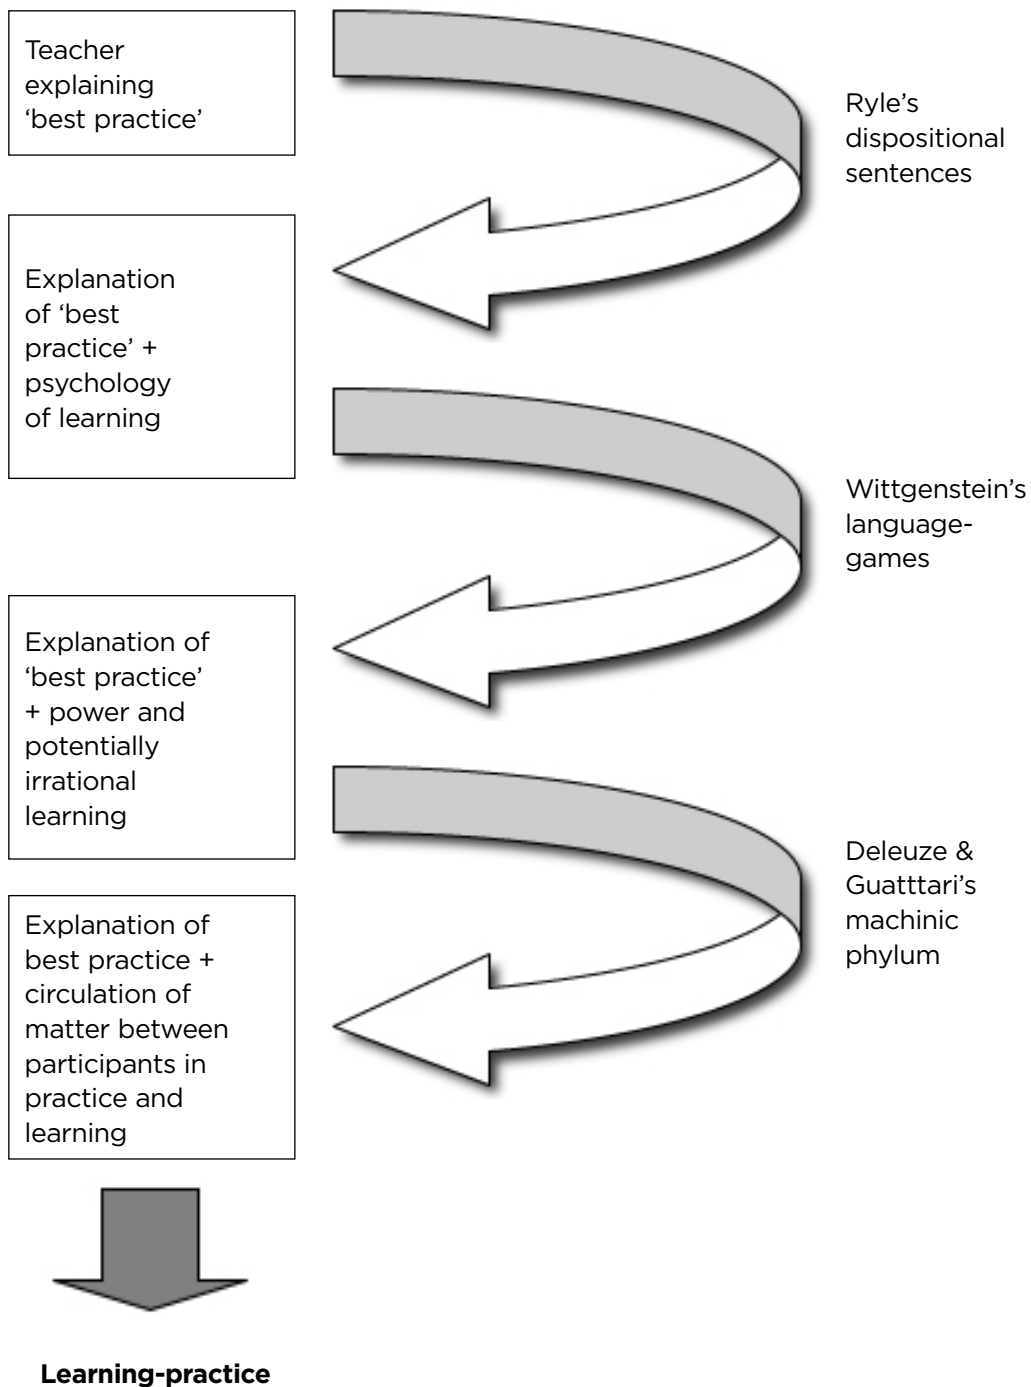 Teacher
explaining
‘best practice’
Ryle’s
dispositional
sentences
Explanation
of ‘best
practice’ +
psychology
of learning
Wittgenstein’s
language-
games
Explanation of
‘best practice’
+ power and
potentially
irrational
learning
Deleuze &
Guatttari’s
machinic
phylum
Explanation of
best practice +
circulation of
matter between
participants in
practice and
learning
Learning-practice